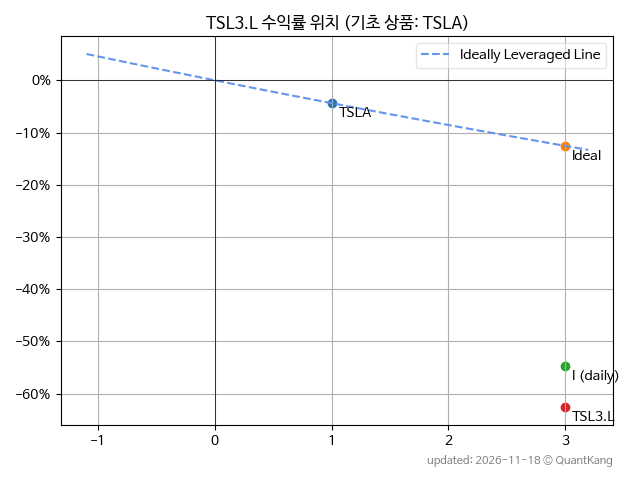 TSL3.L 수익률 위치 (기초 상품: TSLA)
Ideally Leveraged Line
0%
−10%
−20%
−30%
−40%
−50%
−60%
TSLA
Ideal
I (daily)
TSL3.L
−1
0
1
2
3
updated: 2026-11-18 © QuantKang